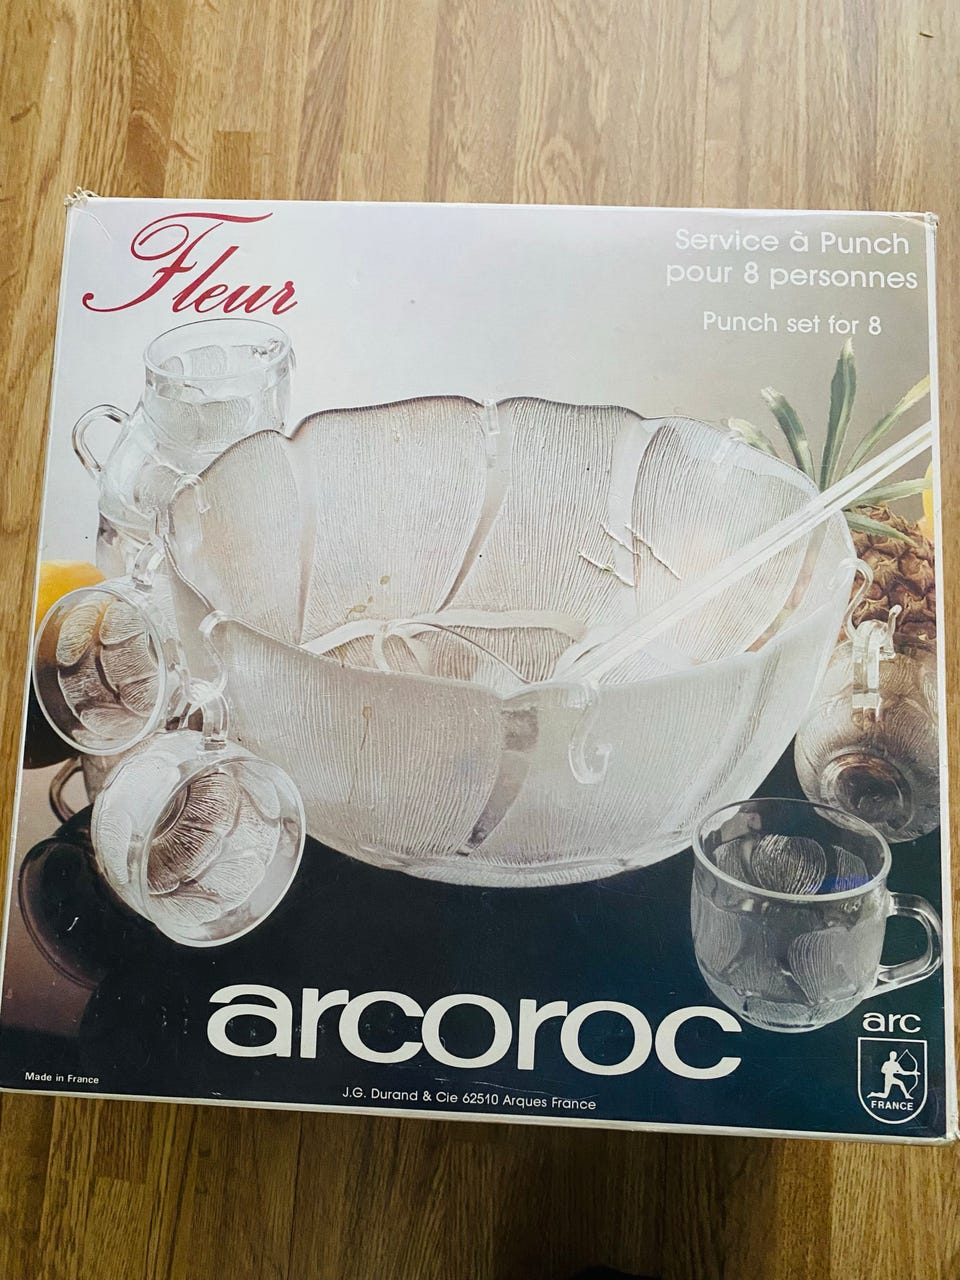 Fleur
Service à Punch
pour 8 personnes
Punch set for 8
arcoroc
arc
FRANCE
Made in France
J.G. Durand & Cie 62510 Arques France